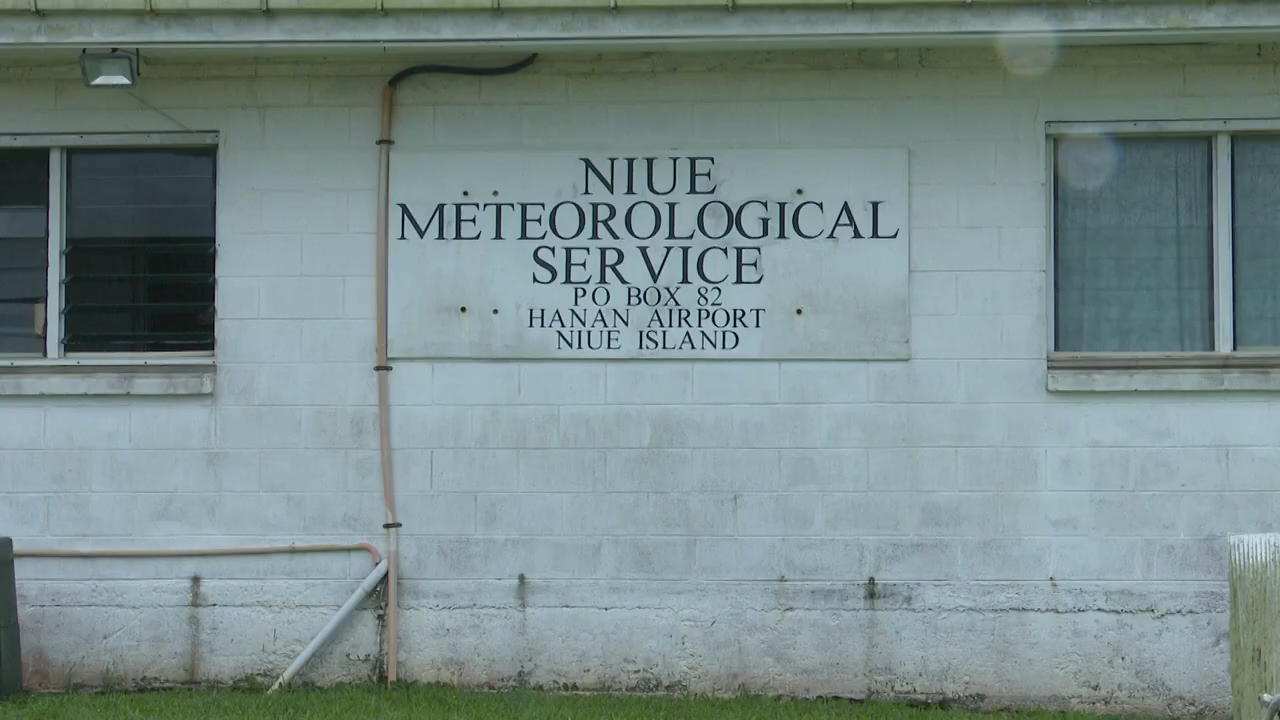 NIUE
METEOROLOGICAL
SERVICE
PO BOX 82
HANAN AIRPORT
NIUE ISLAND